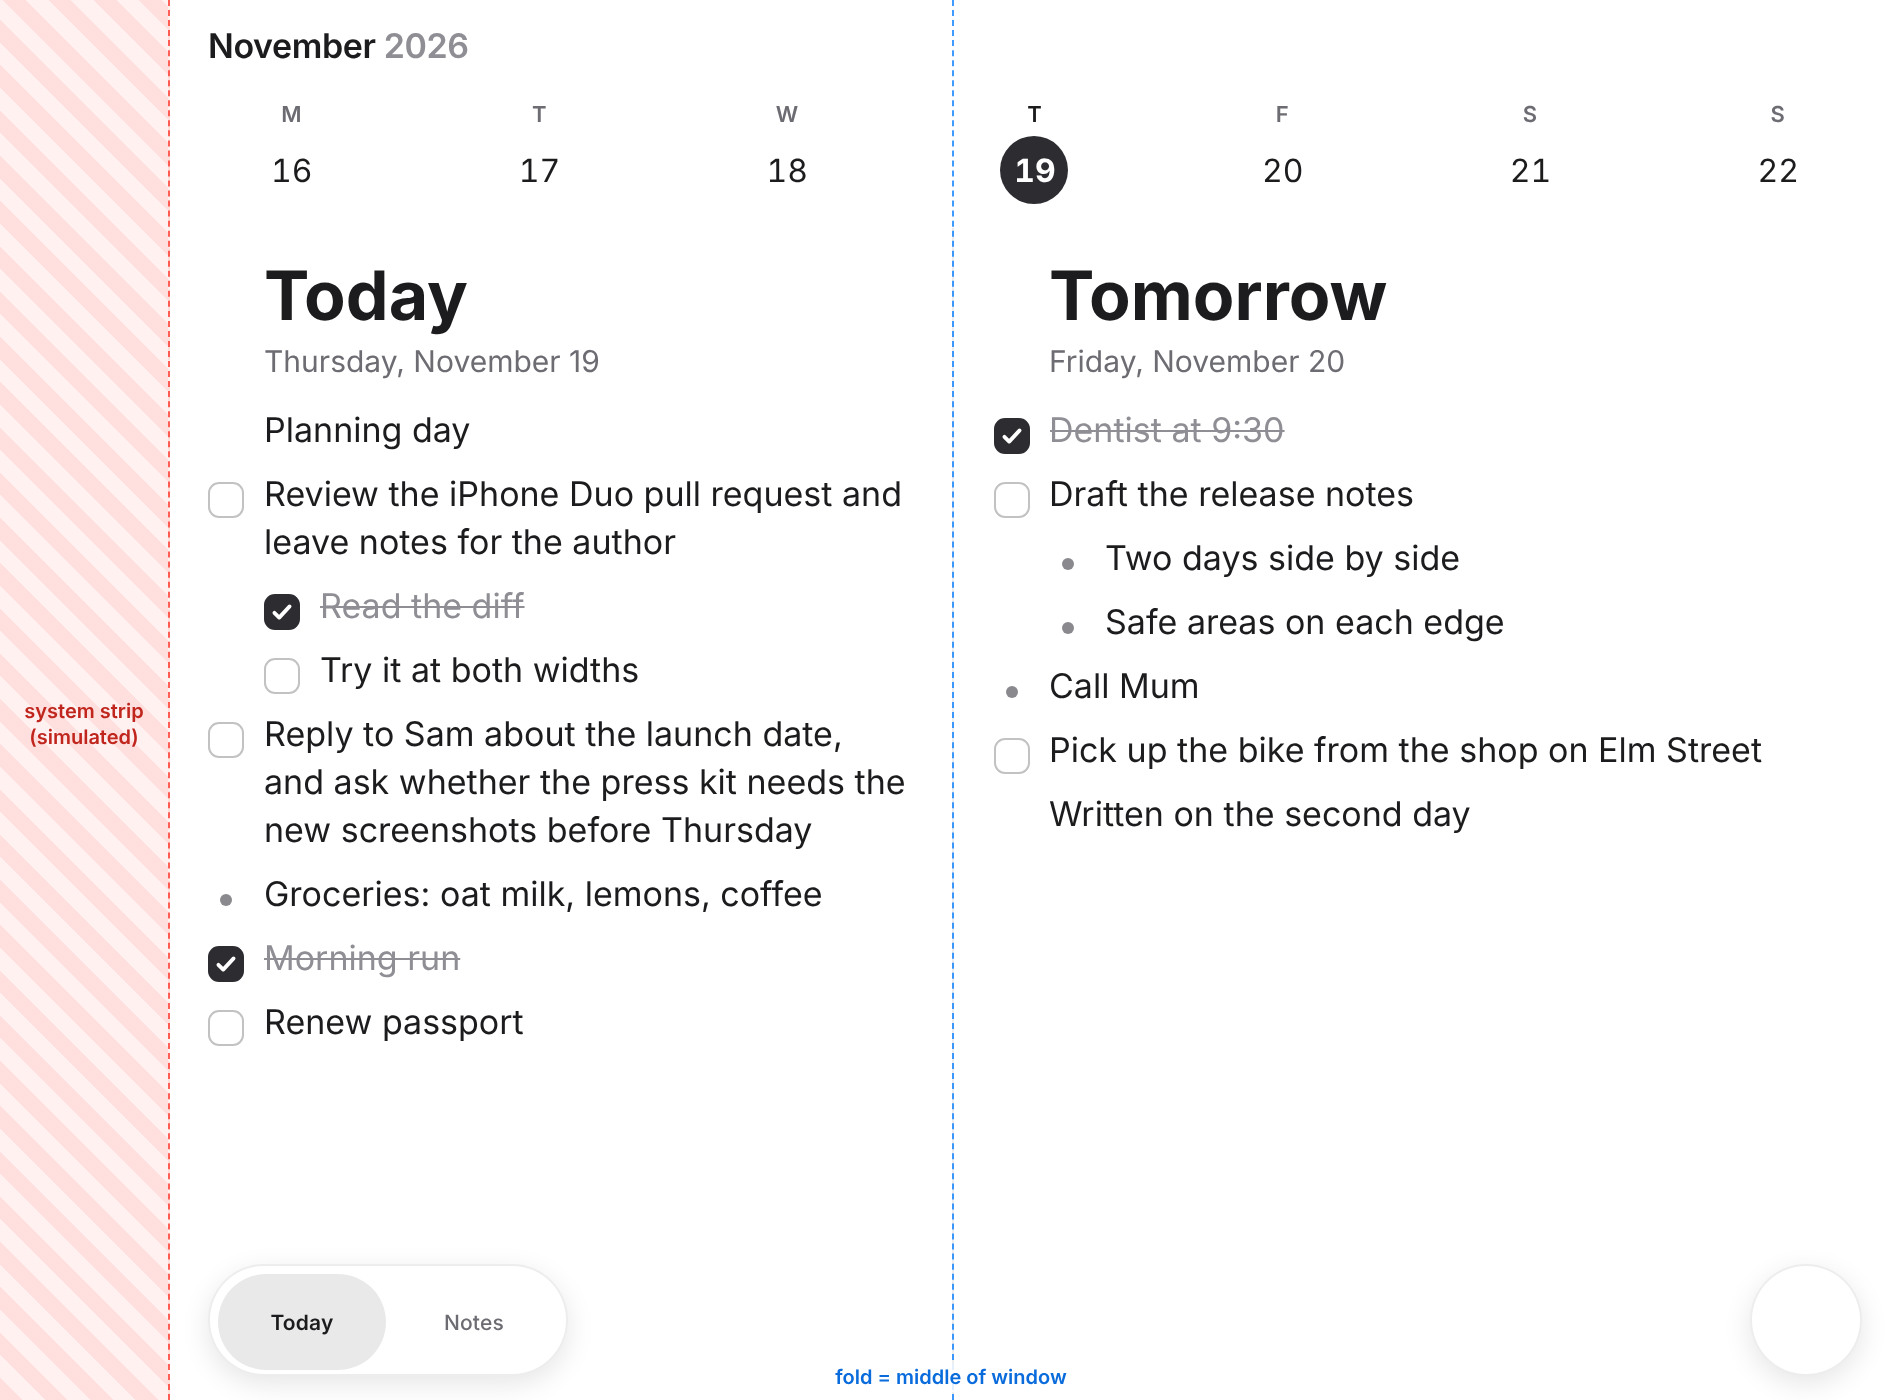 November 2026
M T W T F S S
16 17 18 19 20 21 22
Today
Thursday, November 19
Planning day
Review the iPhone Duo pull request and
leave notes for the author
Read the diff
Try it at both widths
Reply to Sam about the launch date,
and ask whether the press kit needs the
new screenshots before Thursday
Groceries: oat milk, lemons, coffee
Morning run
Renew passport
Tomorrow
Friday, November 20
Dentist at 9:30
Draft the release notes
Two days side by side
Safe areas on each edge
Call Mum
Pick up the bike from the shop on Elm Street
Written on the second day
system strip
(simulated)
Today Notes
fold = middle of window